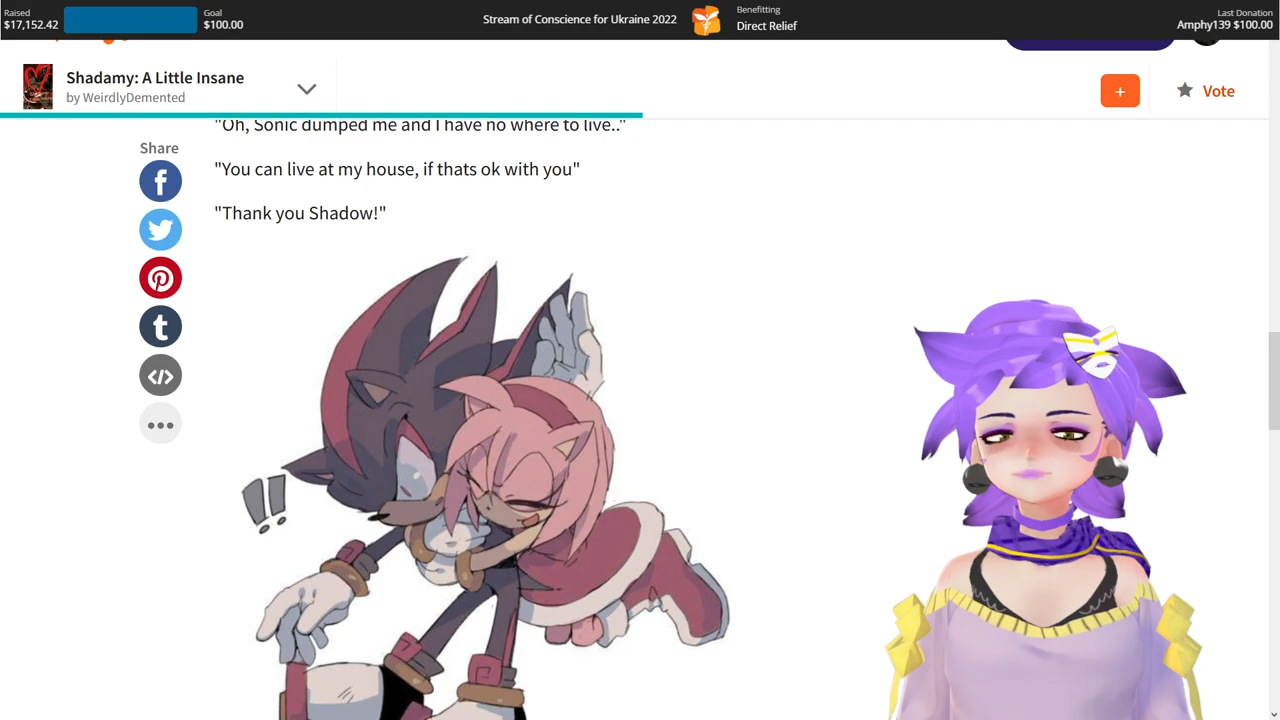 Raised
$17,152.42
Goal
$100.00
Stream of Conscience for Ukraine 2022
Benefitting
Direct Relief
Last Donation
Amphy139 $100.00
Shadamy: A Little Insane
by WeirdlyDemented
+
Vote
"Oh, Sonic dumped me and I have no where to live.."
Share
"You can live at my house, if thats ok with you"
"Thank you Shadow!"
!!